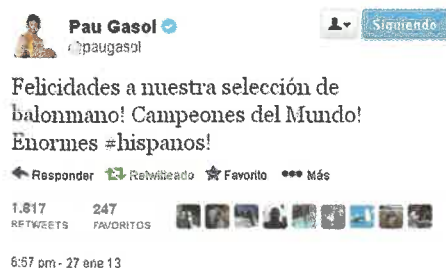 Pau Gasol
@paugasol
Siguiendo
Felicidades a nuestra selección de
balonmano! Campeones del Mundo!
Enormes #hispanos!
Responder Retwitteado Favorito Más
1.617 247
RETWEETS FAVORITOS
6:57 pm - 27 ene 13